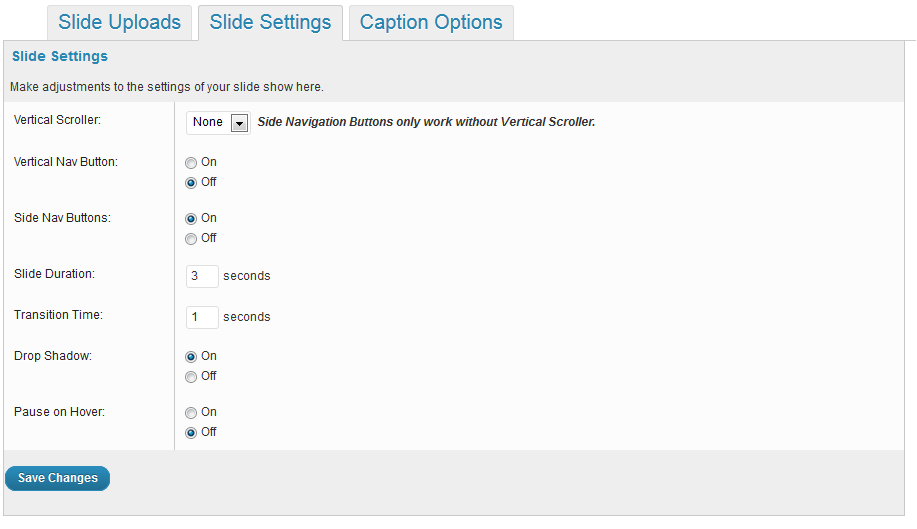 Slide Uploads Slide Settings Caption Options
Slide Settings
Make adjustments to the settings of your slide show here.
Vertical Scroller: None Side Navigation Buttons only work without Vertical Scroller.
Vertical Nav Button: On
Off
Side Nav Buttons: On
Off
Slide Duration: 3 seconds
Transition Time: 1 seconds
Drop Shadow: On
Off
Pause on Hover: On
Off
Save Changes